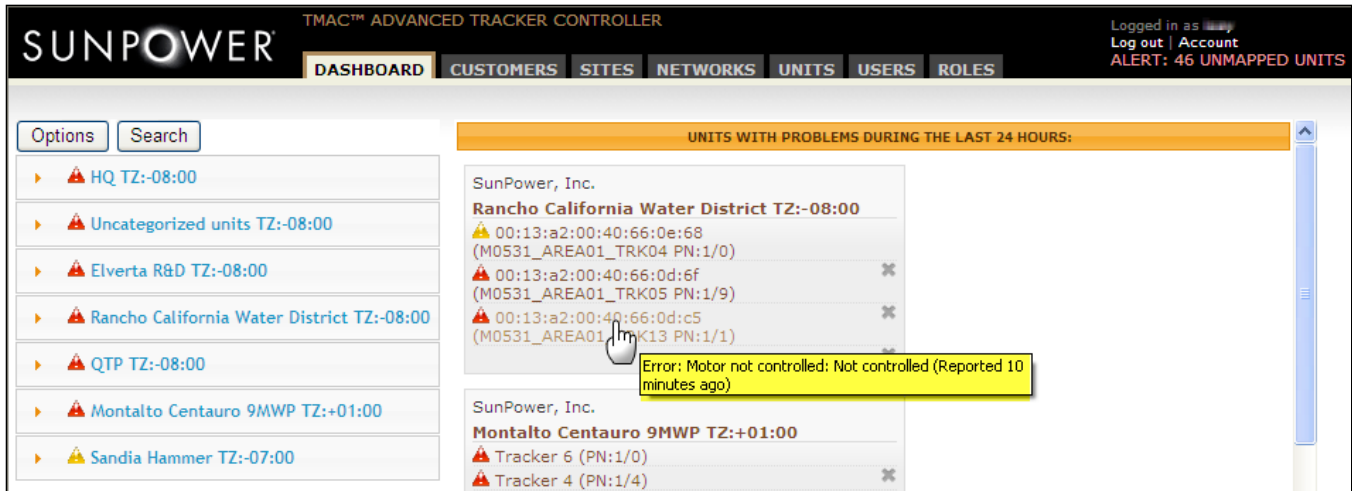 TMAC™ ADVANCED TRACKER CONTROLLER
SUNPOWER
Logged in as
Log out | Account
ALERT: 46 UNMAPPED UNITS
DASHBOARD CUSTOMERS SITES NETWORKS UNITS USERS ROLES
Options Search
HQ TZ:-08:00
Uncategorized units TZ:-08:00
Elverta R&D TZ:-08:00
Rancho California Water District TZ:-08:00
QTP TZ:-08:00
Montalto Centauro 9MWP TZ:+01:00
Sandia Hammer TZ:-07:00
UNITS WITH PROBLEMS DURING THE LAST 24 HOURS:
SunPower, Inc.
Rancho California Water District TZ:-08:00
00:13:a2:00:40:66:0e:68
(M0531_AREA01_TRK04 PN:1/0)
00:13:a2:00:40:66:0d:6f
(M0531_AREA01_TRK05 PN:1/9)
00:13:a2:00:40:66:0d:c5
(M0531_AREA01 K13 PN:1/1)
Error: Motor not controlled: Not controlled (Reported 10
minutes ago)
SunPower, Inc.
Montalto Centauro 9MWP TZ:+01:00
Tracker 6 (PN:1/0)
Tracker 4 (PN:1/4)